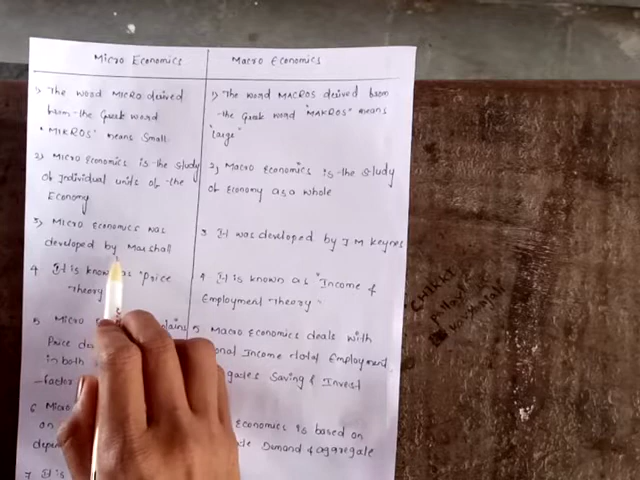 Micro Economics
1) The word MICRO derived
from the Greek word
"MIKROS" means Small.
2) Micro Economics is the study
of Individual units of the
Economy
3) Micro Economics was
developed by Marshall
4. It is known as "Price
Theory
5. Micro
Price
in both
factor
6. Micro
on
7. It is
Macro Economics
1) The word MACROS derived from
the Greek word "MAKROS" means
"Large"
2) Macro Economics is the study
of Economy as a whole
3 It was developed by J M Keynes
4 It is known as "Income &
Employment Theory"
5 Macro Economics deals with
Income total Employment
Saving & Invest
Economics is based on
Demand & aggregate
CHIKKI